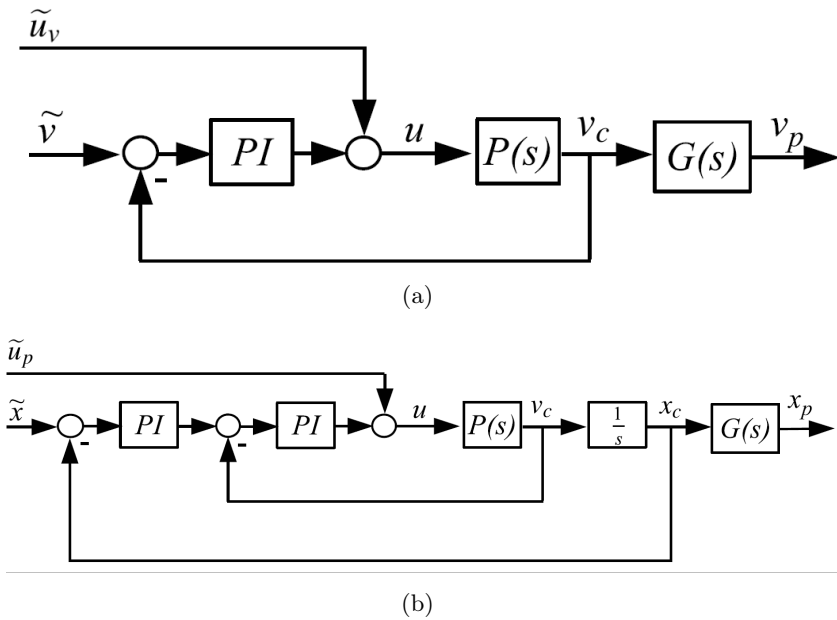 ũ_v
ṽ
-
PI
u
P(s)
v_c
G(s)
v_p
(a)
ũ_p
x̃
-
PI
-
PI
u
P(s)
v_c
1/s
x_c
G(s)
x_p
(b)